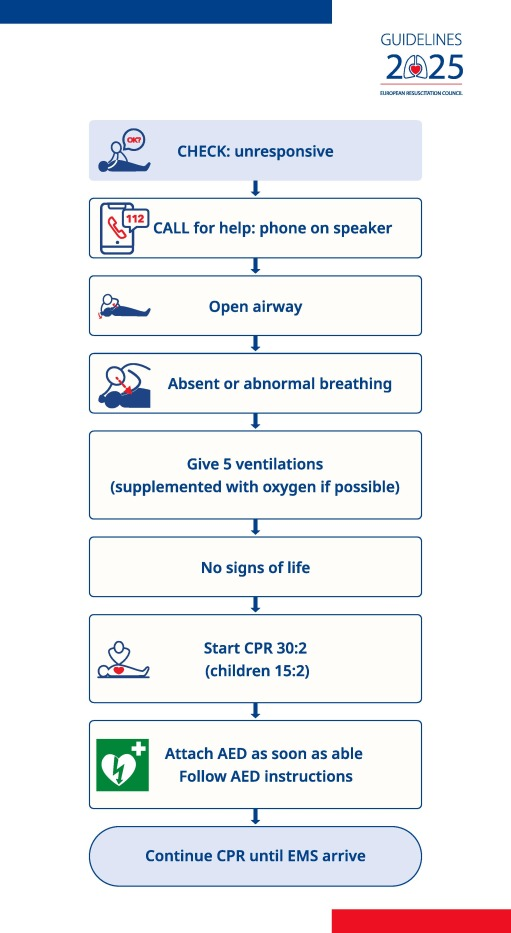 GUIDELINES
2025
EUROPEAN RESUSCITATION COUNCIL
OK?
CHECK: unresponsive
112
CALL for help: phone on speaker
Open airway
Absent or abnormal breathing
Give 5 ventilations
(supplemented with oxygen if possible)
No signs of life
Start CPR 30:2
(children 15:2)
Attach AED as soon as able
Follow AED instructions
Continue CPR until EMS arrive